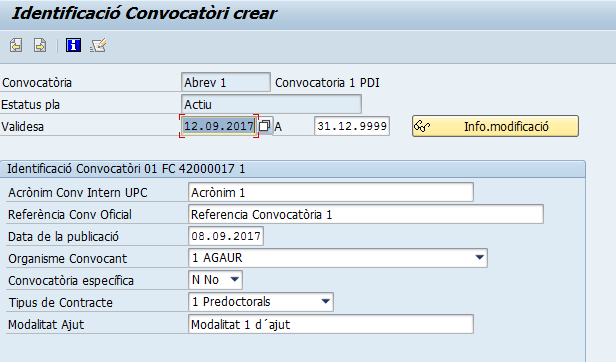 Identificació Convocatòri crear
Convocatòria Abrev 1 Convocatoria 1 PDI
Estatus pla Actiu
Validesa 12.09.2017 A 31.12.9999 Info.modificació
Identificació Convocatòri 01 FC 42000017 1
Acrònim Conv Intern UPC Acrònim 1
Referència Conv Oficial Referencia Convocatòria 1
Data de la publicació 08.09.2017
Organisme Convocant 1 AGAUR
Convocatòria específica N No
Tipus de Contracte 1 Predoctorals
Modalitat Ajut Modalitat 1 d´ajut